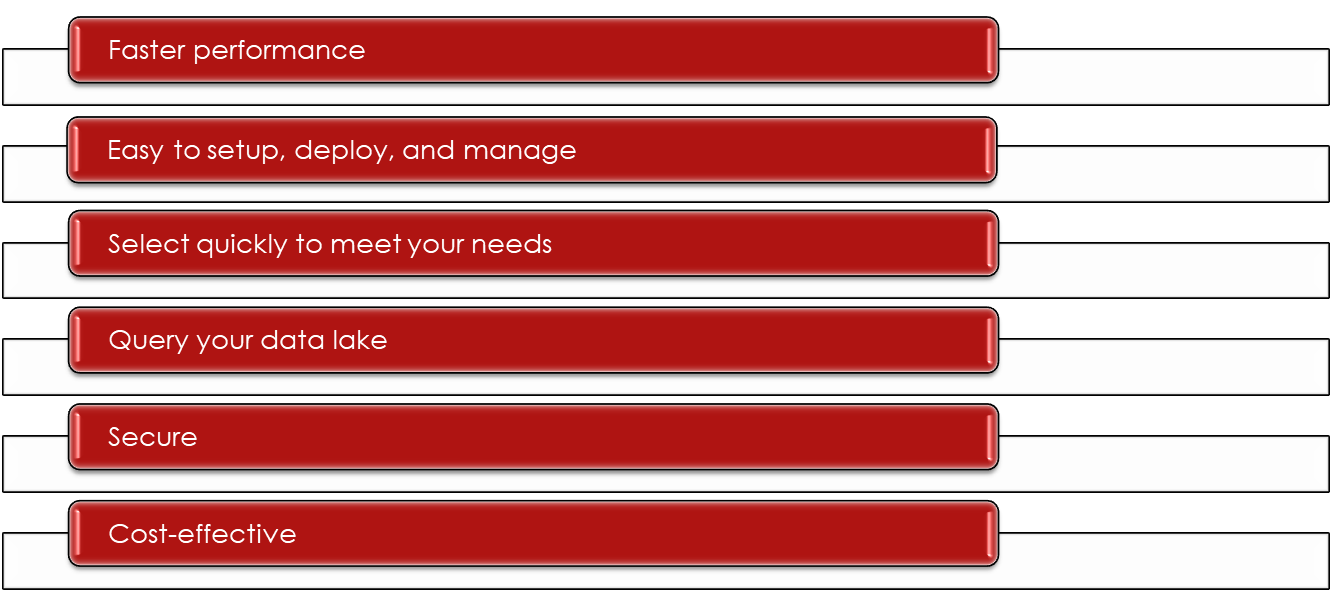 Faster performance
Easy to setup, deploy, and manage
Select quickly to meet your needs
Query your data lake
Secure
Cost-effective